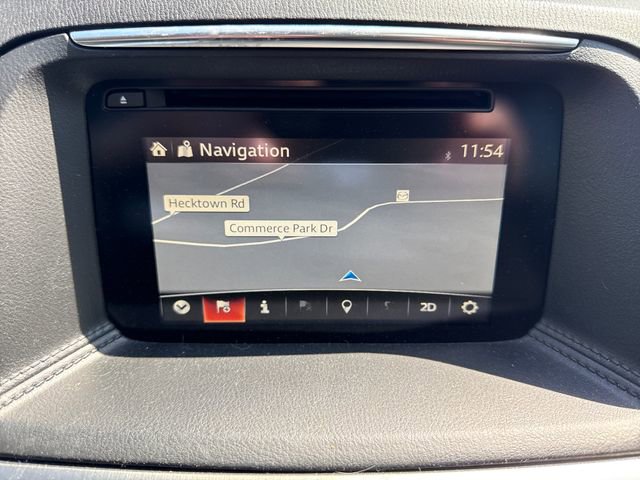 Navigation 11:54
Hecktown Rd
Commerce Park Dr
2D